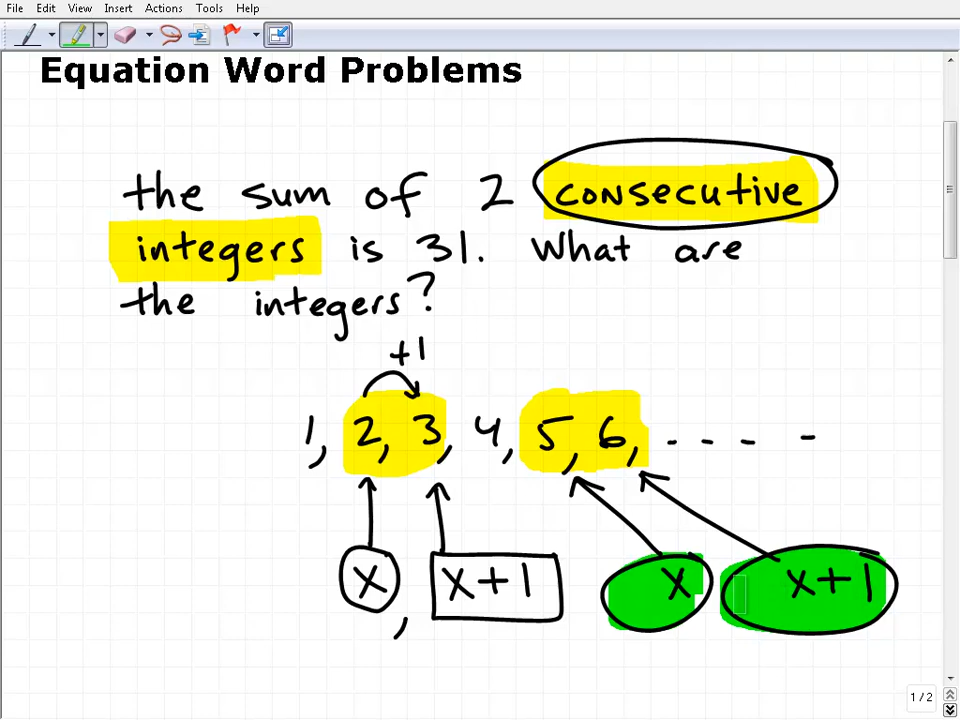 File Edit View Insert Actions Tools Help
Equation Word Problems
the sum of 2 consecutive
integers is 31. What are
the integers?
+1
1, 2, 3, 4, 5, 6, - - - -
x, x+1 x x+1
1 / 2